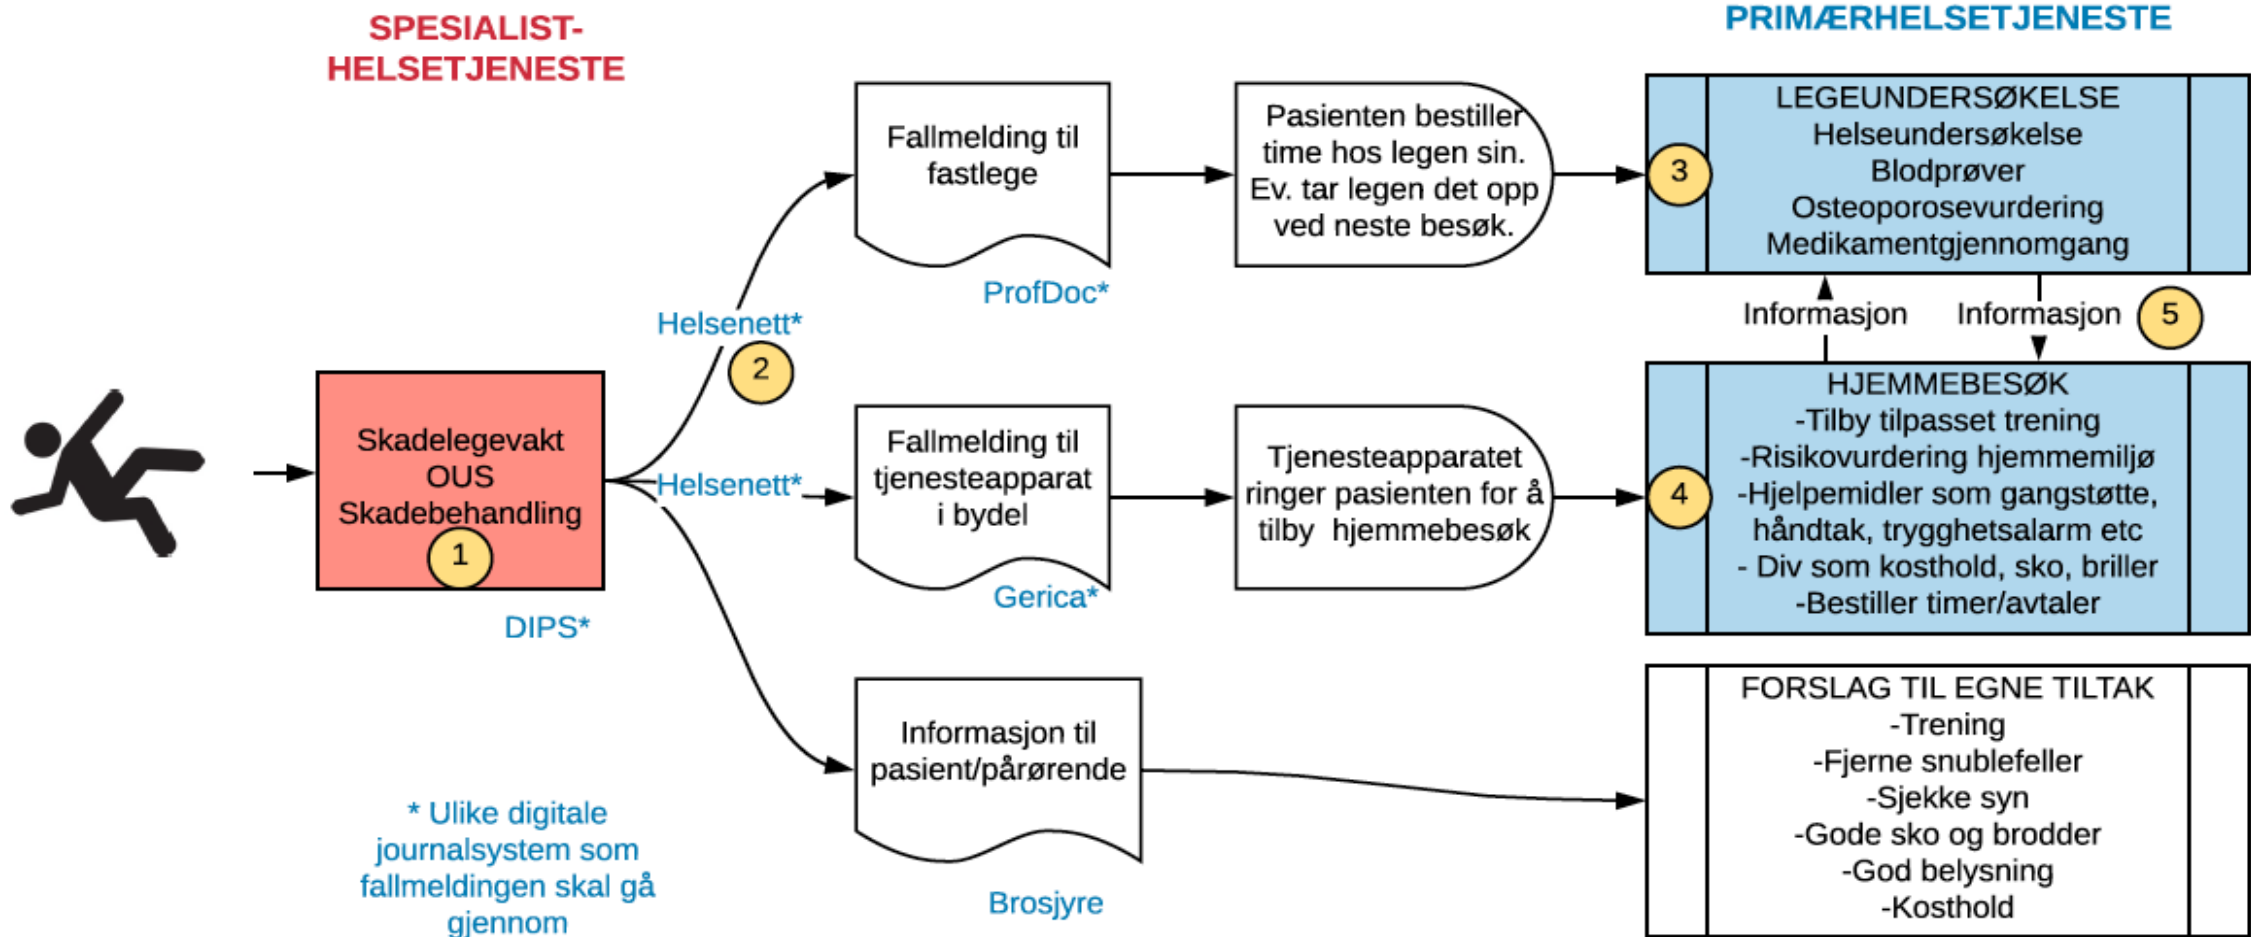 SPESIALIST-
HELSETJENESTE
PRIMÆRHELSETJENESTE
Skadelegevakt
OUS
Skadebehandling
1
DIPS*
Helsenett*
2
Helsenett*
Fallmelding til
fastlege
ProfDoc*
Pasienten bestiller
time hos legen sin.
Ev. tar legen det opp
ved neste besøk.
3
LEGEUNDERSØKELSE
Helseundersøkelse
Blodprøver
Osteoporosevurdering
Medikamentgjennomgang
Informasjon
Informasjon
5
Fallmelding til
tjenesteapparat
i bydel
Gerica*
Tjenesteapparatet
ringer pasienten for å
tilby hjemmebesøk
4
HJEMMEBESØK
-Tilby tilpasset trening
-Risikovurdering hjemmemiljø
-Hjelpemidler som gangstøtte,
håndtak, trygghetsalarm etc
- Div som kosthold, sko, briller
-Bestiller timer/avtaler
Informasjon til
pasient/pårørende
Brosjyre
FORSLAG TIL EGNE TILTAK
-Trening
-Fjerne snublefeller
-Sjekke syn
-Gode sko og brodder
-God belysning
-Kosthold
* Ulike digitale
journalsystem som
fallmeldingen skal gå
gjennom